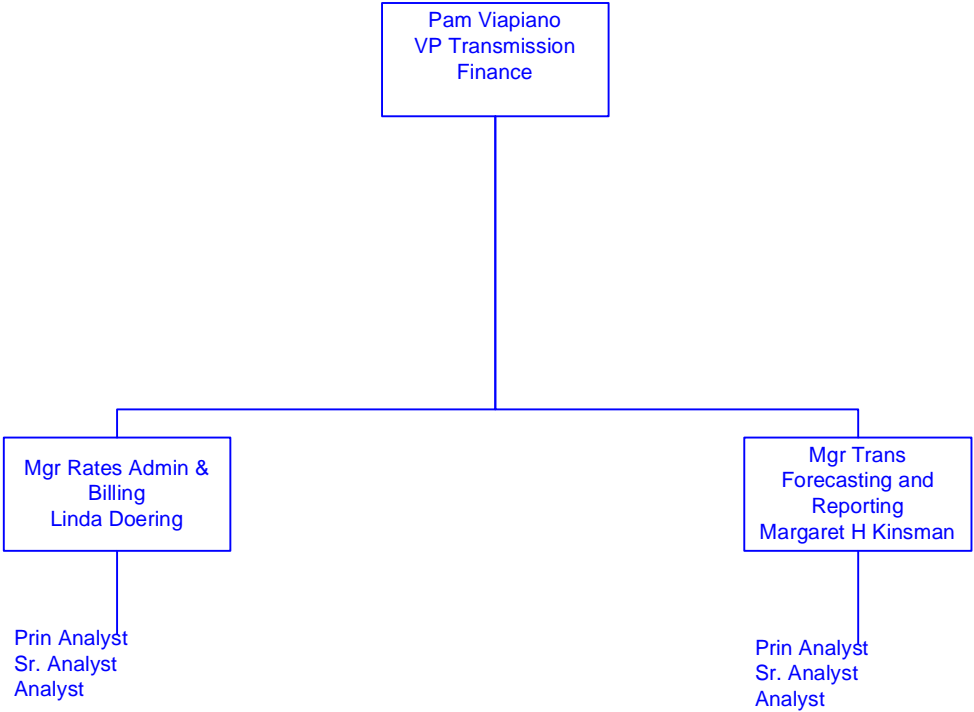 Pam Viapiano
VP Transmission
Finance
Mgr Rates Admin &
Billing
Linda Doering
Mgr Trans
Forecasting and
Reporting
Margaret H Kinsman
Prin Analyst
Sr. Analyst
Analyst
Prin Analyst
Sr. Analyst
Analyst